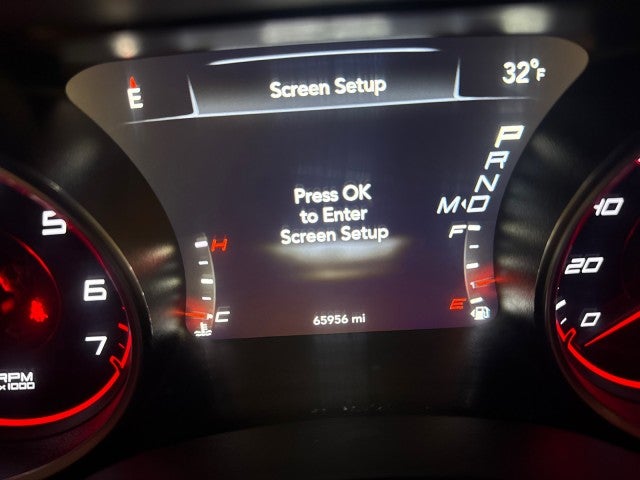 E
Screen Setup
32°F
Press OK
to Enter
Screen Setup
P
R
N
M<D
H
C
F
E
65956 mi
5
6
7
RPM
x1000
40
20
0